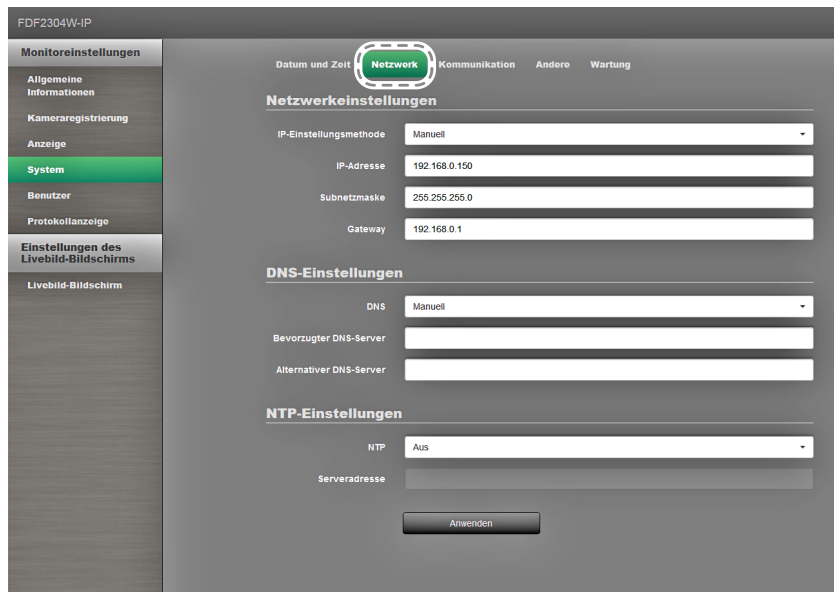 FDF2304W-IP
Monitoreinstellungen
Allgemeine
Informationen
Kameraregistrierung
Anzeige
System
Benutzer
Protokollanzeige
Einstellungen des
Livebild-Bildschirms
Livebild-Bildschirm
Datum und Zeit Netzwerk Kommunikation Andere Wartung
Netzwerkeinstellungen
IP-Einstellungsmethode Manuell
IP-Adresse 192.168.0.150
Subnetzmaske 255.255.255.0
Gateway 192.168.0.1
DNS-Einstellungen
DNS Manuell
Bevorzugter DNS-Server
Alternativer DNS-Server
NTP-Einstellungen
NTP Aus
Serveradresse
Anwenden